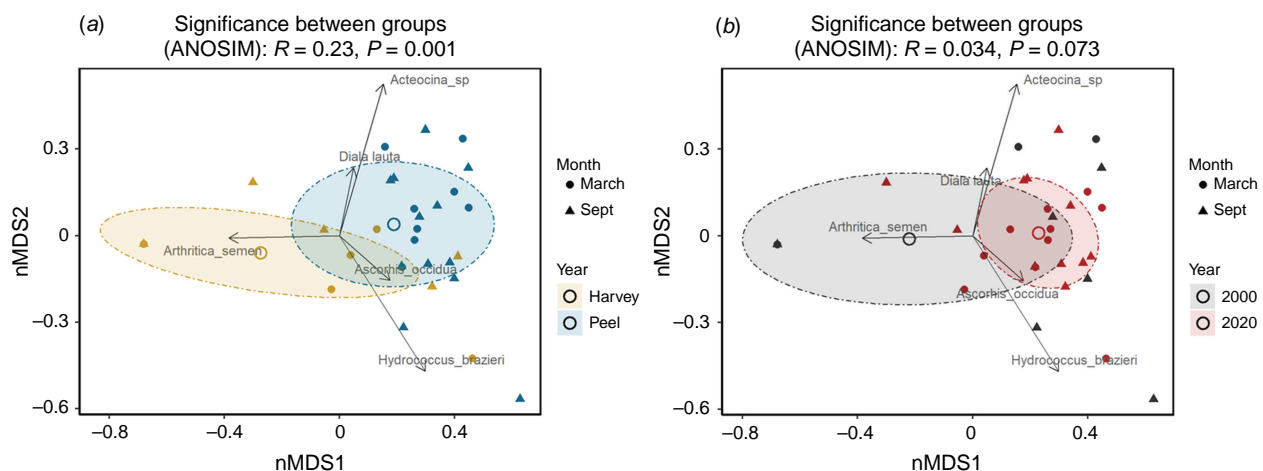 (a) Significance between groups
(ANOSIM): R = 0.23, P = 0.001
Acteocina_sp
0.3
Diala lauta
0
Arthritica_semen
Ascorhis_occidua
–0.3
Hydrococcus_brazieri
–0.6
–0.8
–0.4
0
0.4
nMDS1
nMDS2
Month
March
Sept
Year
Harvey
Peel
(b) Significance between groups
(ANOSIM): R = 0.034, P = 0.073
Acteocina_sp
0.3
Diala lauta
0
Arthritica_semen
Ascorhis_occidua
–0.3
Hydrococcus_brazieri
–0.6
–0.8
–0.4
0
0.4
nMDS1
nMDS2
Month
March
Sept
Year
2000
2020